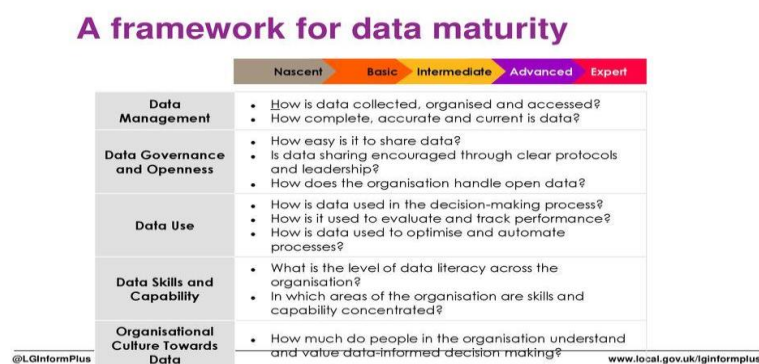 A framework for data maturity
Nascent Basic Intermediate Advanced Expert
Data
Management
• How is data collected, organised and accessed?
• How complete, accurate and current is data?
Data Governance
and Openness
• How easy is it to share data?
• Is data sharing encouraged through clear protocols
and leadership?
• How does the organisation handle open data?
Data Use
• How is data used in the decision-making process?
• How is it used to evaluate and track performance?
• How is data used to optimise and automate
processes?
Data Skills and
Capability
• What is the level of data literacy across the
organisation?
• In which areas of the organisation are skills and
capability concentrated?
Organisational
Culture Towards
Data
• How much do people in the organisation understand
and value data-informed decision making?
@LGInformPlus
www.local.gov.uk/lginformplus